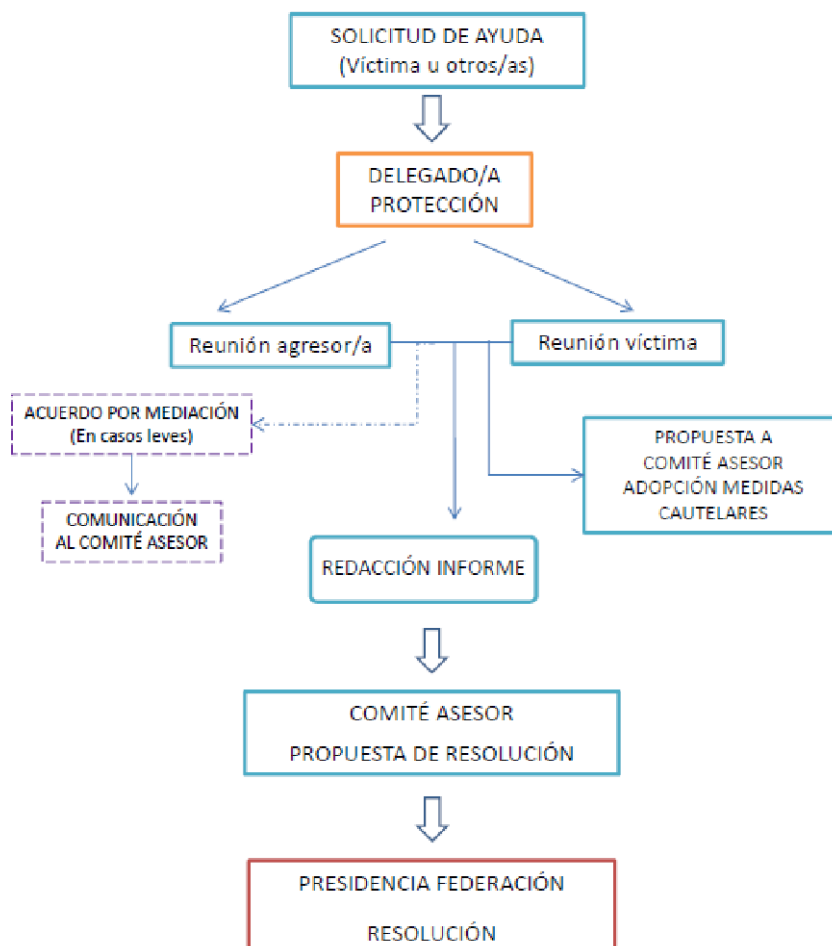 SOLICITUD DE AYUDA
(Víctima u otros/as)
DELEGADO/A
PROTECCIÓN
Reunión agresor/a
Reunión víctima
ACUERDO POR MEDIACIÓN
(En casos leves)
PROPUESTA A
COMITÉ ASESOR
ADOPCIÓN MEDIDAS
CAUTELARES
COMUNICACIÓN
AL COMITÉ ASESOR
REDACCIÓN INFORME
COMITÉ ASESOR
PROPUESTA DE RESOLUCIÓN
PRESIDENCIA FEDERACIÓN
RESOLUCIÓN